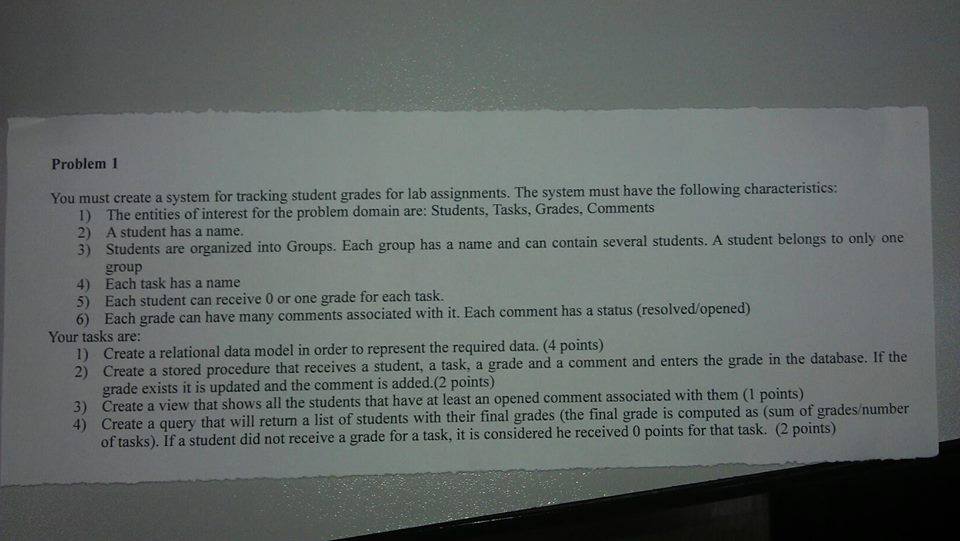 Problem 1
You must create a system for tracking student grades for lab assignments. The system must have the following characteristics:
1) The entities of interest for the problem domain are: Students, Tasks, Grades, Comments
2) A student has a name.
3) Students are organized into Groups. Each group has a name and can contain several students. A student belongs to only one
group
4) Each task has a name
5) Each student can receive 0 or one grade for each task.
6) Each grade can have many comments associated with it. Each comment has a status (resolved/opened)
Your tasks are:
1) Create a relational data model in order to represent the required data. (4 points)
2) Create a stored procedure that receives a student, a task, a grade and a comment and enters the grade in the database. If the
grade exists it is updated and the comment is added.(2 points)
3) Create a view that shows all the students that have at least an opened comment associated with them (1 points)
4) Create a query that will return a list of students with their final grades (the final grade is computed as (sum of grades/number
of tasks). If a student did not receive a grade for a task, it is considered he received 0 points for that task. (2 points)